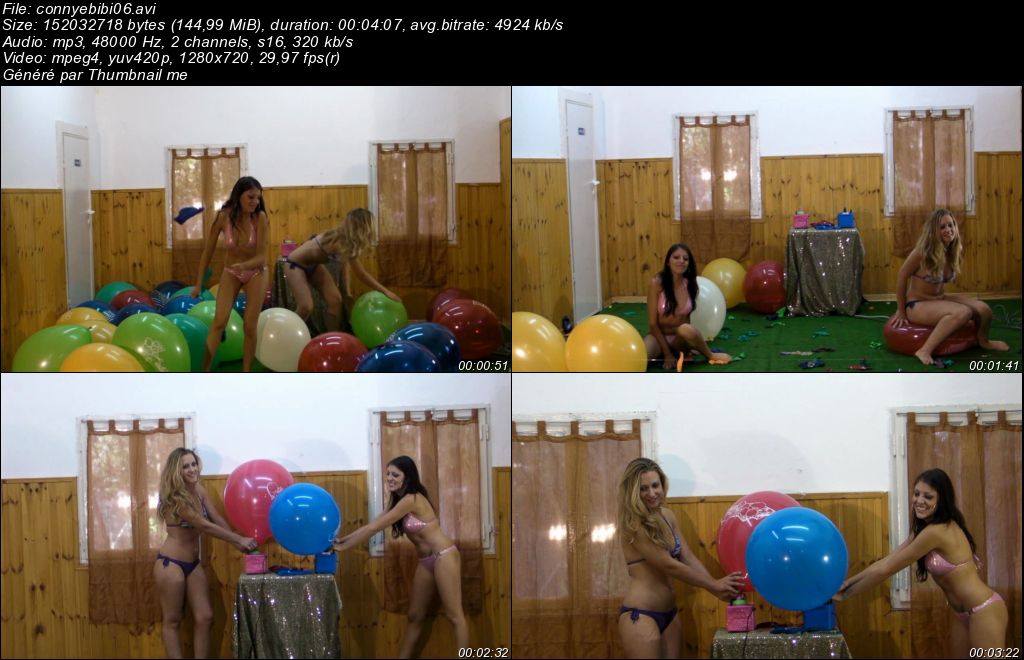 File: connyebibi06.avi
Size: 152032718 bytes (144,99 MiB), duration: 00:04:07, avg.bitrate: 4924 kb/s
Audio: mp3, 48000 Hz, 2 channels, s16, 320 kb/s
Video: mpeg4, yuv420p, 1280x720, 29,97 fps(r)
Généré par Thumbnail me
00:00:51
00:01:41
00:02:32
00:03:22